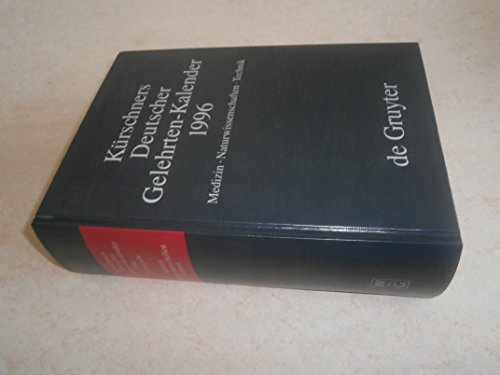 Kürschners
Deutscher
Gelehrten-Kalender
1996
Medizin · Naturwissenschaften · Technik
de Gruyter